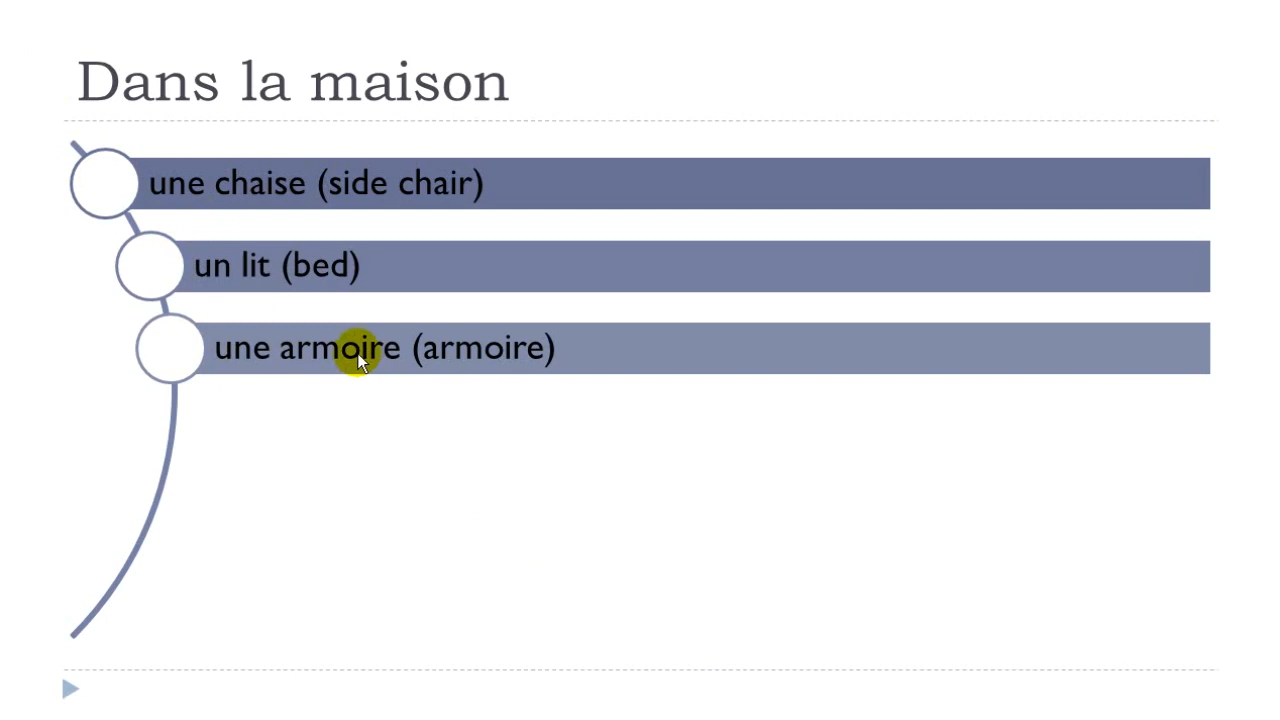 Dans la maison
une chaise (side chair)
un lit (bed)
une armoire (armoire)